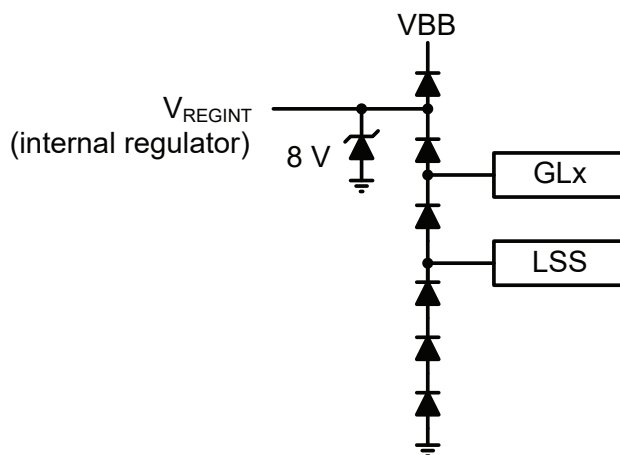 VBB
VREGINT
(internal regulator)
8 V
GLx
LSS